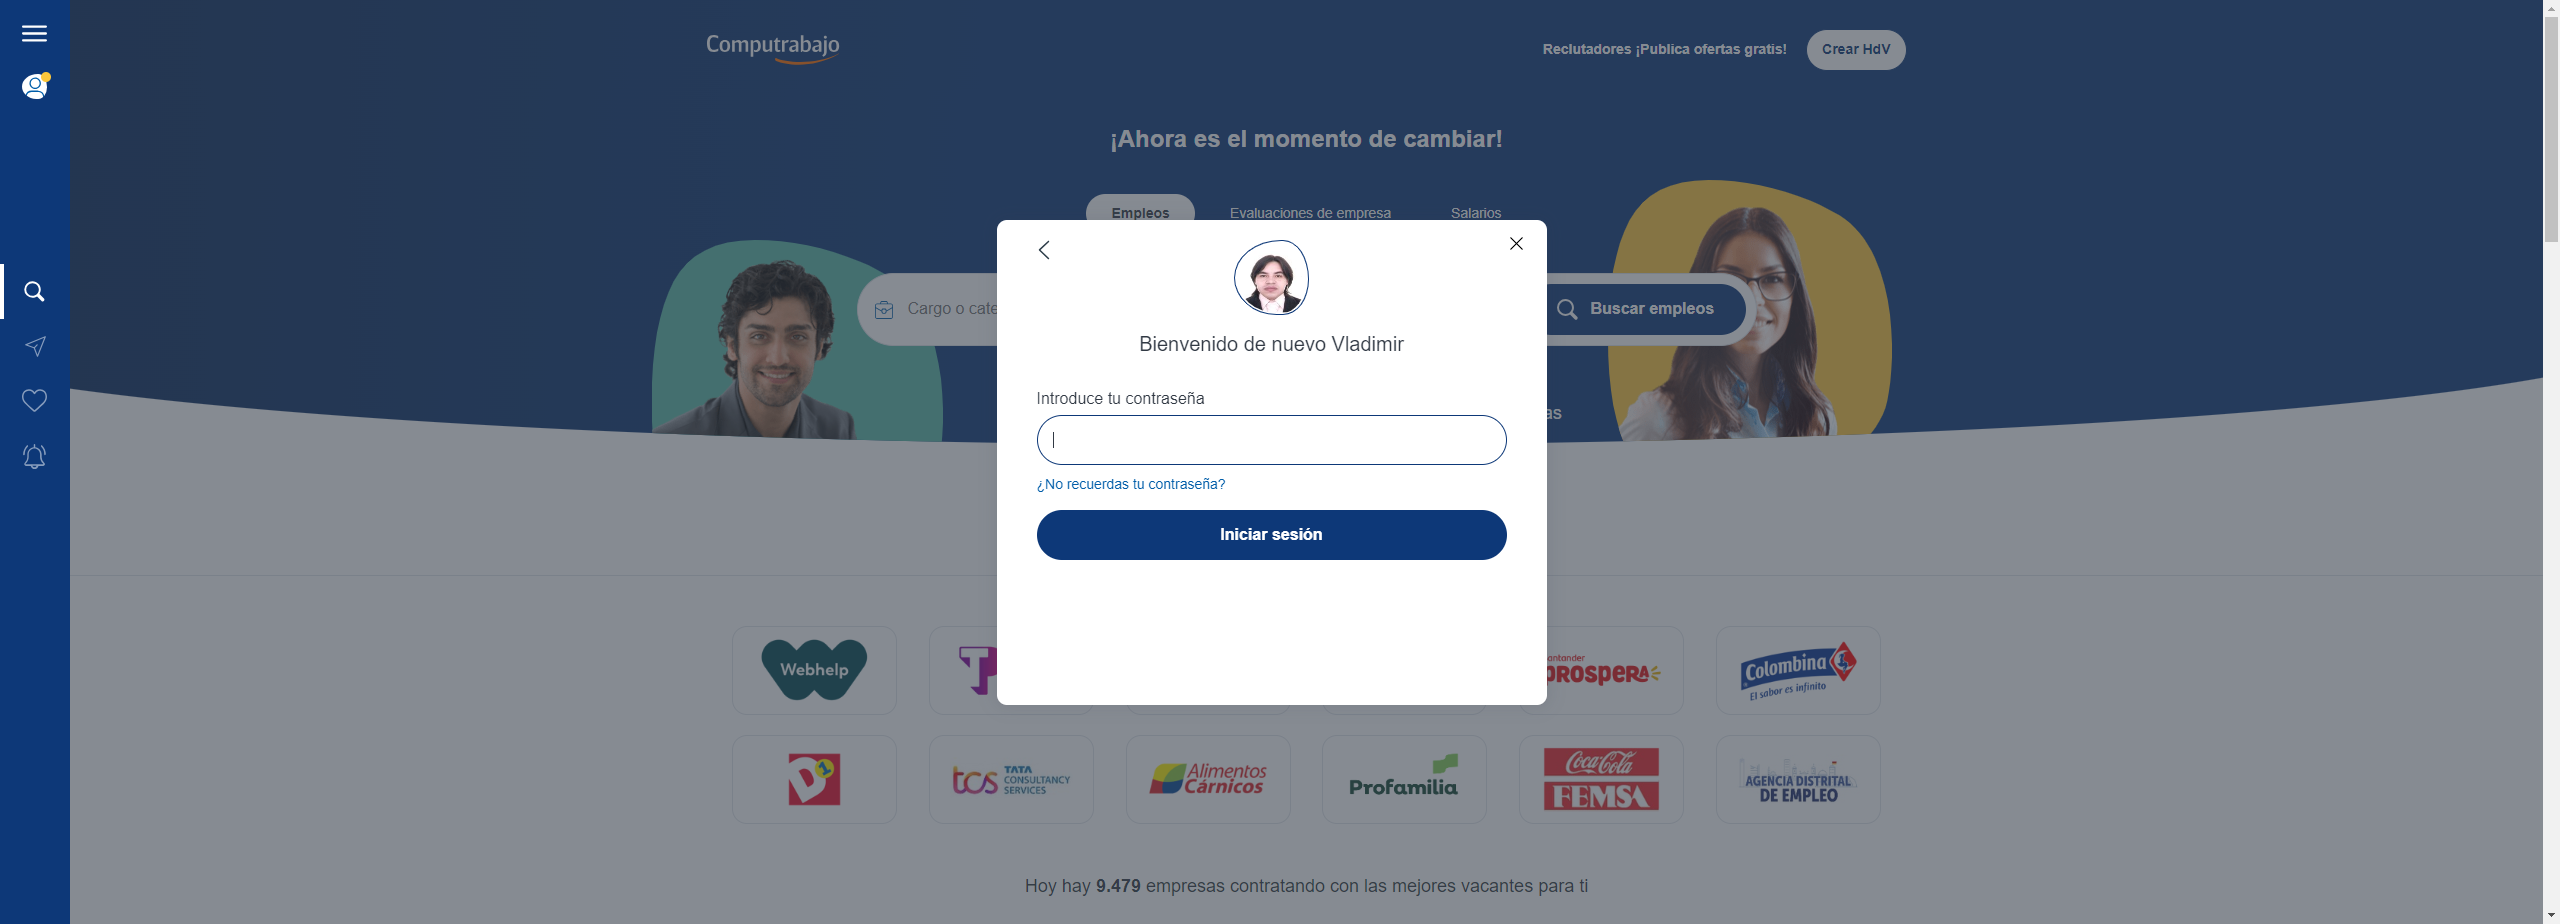 Computrabajo
Reclutadores ¡Publica ofertas gratis!
Crear HdV
¡Ahora es el momento de cambiar!
Empleos
Evaluaciones de empresa
Salarios
Cargo o cate
Buscar empleos
as
Bienvenido de nuevo Vladimir
Introduce tu contraseña
¿No recuerdas tu contraseña?
Iniciar sesión
Webhelp
TP
antander
PROSPERA
Colombina
El sabor es infinito
D1
tcs TATA
CONSULTANCY
SERVICES
Alimentos
Cárnicos
Profamilia
Coca-Cola
FEMSA
AGENCIA DISTRITAL
DE EMPLEO
Hoy hay 9.479 empresas contratando con las mejores vacantes para ti